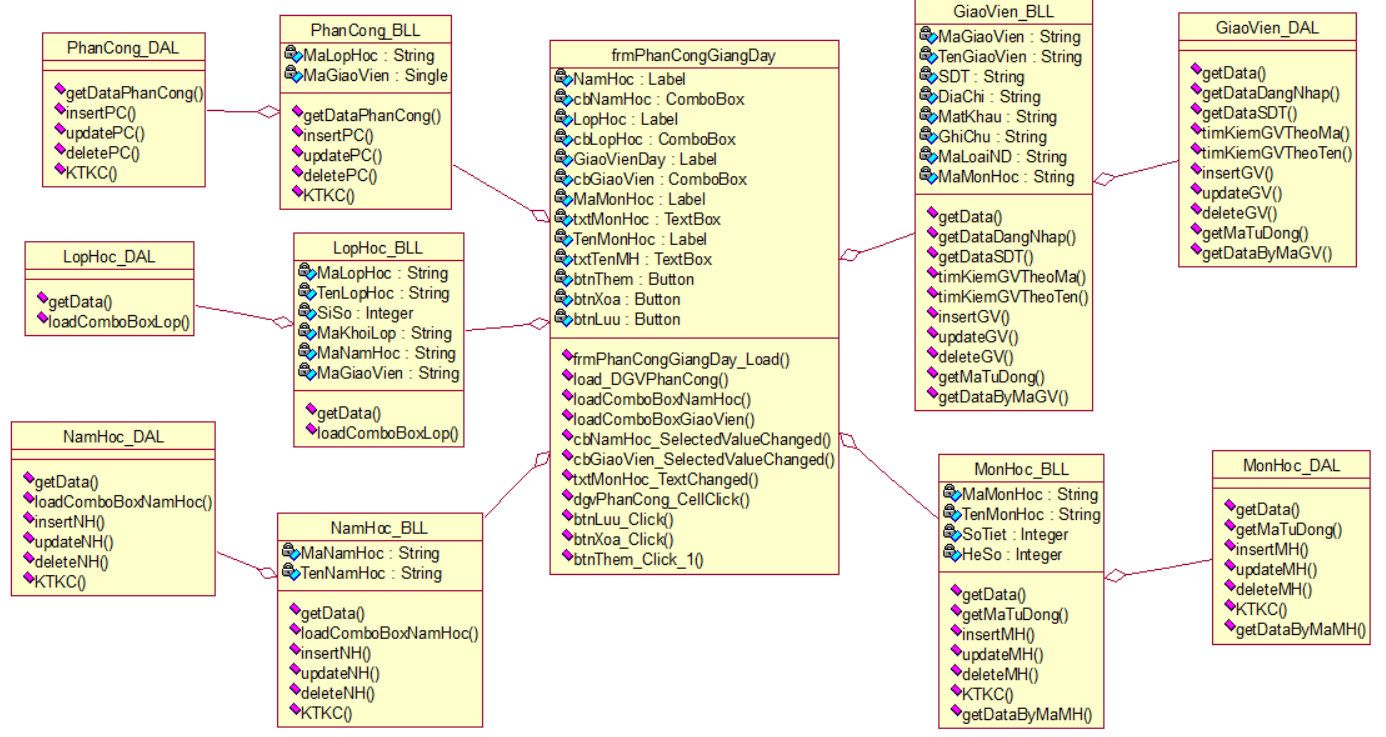 PhanCong_DAL
getDataPhanCong()
insertPC()
updatePC()
deletePC()
KTKC()
PhanCong_BLL
MaLopHoc : String
MaGiaoVien : Single
getDataPhanCong()
insertPC()
updatePC()
deletePC()
KTKC()
LopHoc_DAL
getData()
loadComboBoxLop()
LopHoc_BLL
MaLopHoc : String
TenLopHoc : String
SiSo : Integer
MaKhoiLop : String
MaNamHoc : String
MaGiaoVien : String
getData()
loadComboBoxLop()
NamHoc_DAL
getData()
loadComboBoxNamHoc()
insertNH()
updateNH()
deleteNH()
KTKC()
NamHoc_BLL
MaNamHoc : String
TenNamHoc : String
getData()
loadComboBoxNamHoc()
insertNH()
updateNH()
deleteNH()
KTKC()
frmPhanCongGiangDay
NamHoc : Label
cbNamHoc : ComboBox
LopHoc : Label
cbLopHoc : ComboBox
GiaoVienDay : Label
cbGiaoVien : ComboBox
MaMonHoc : Label
txtMonHoc : TextBox
TenMonHoc : Label
txtTenMH : TextBox
btnThem : Button
btnXoa : Button
btnLuu : Button
frmPhanCongGiangDay_Load()
load_DGVPhanCong()
loadComboBoxNamHoc()
loadComboBoxGiaoVien()
cbNamHoc_SelectedValueChanged()
cbGiaoVien_SelectedValueChanged()
txtMonHoc_TextChanged()
dgvPhanCong_CellClick()
btnLuu_Click()
btnXoa_Click()
btnThem_Click_1()
GiaoVien_BLL
MaGiaoVien : String
TenGiaoVien : String
SDT : String
DiaChi : String
MatKhau : String
GhiChu : String
MaLoaiND : String
MaMonHoc : String
getData()
getDataDangNhap()
getDataSDT()
timKiemGVTheoMa()
timKiemGVTheoTen()
insertGV()
updateGV()
deleteGV()
getMaTuDong()
getDataByMaGV()
GiaoVien_DAL
getData()
getDataDangNhap()
getDataSDT()
timKiemGVTheoMa()
timKiemGVTheoTen()
insertGV()
updateGV()
deleteGV()
getMaTuDong()
getDataByMaGV()
MonHoc_BLL
MaMonHoc : String
TenMonHoc : String
SoTiet : Integer
HeSo : Integer
getData()
getMaTuDong()
insertMH()
updateMH()
deleteMH()
KTKC()
getDataByMaMH()
MonHoc_DAL
getData()
getMaTuDong()
insertMH()
updateMH()
deleteMH()
KTKC()
getDataByMaMH()